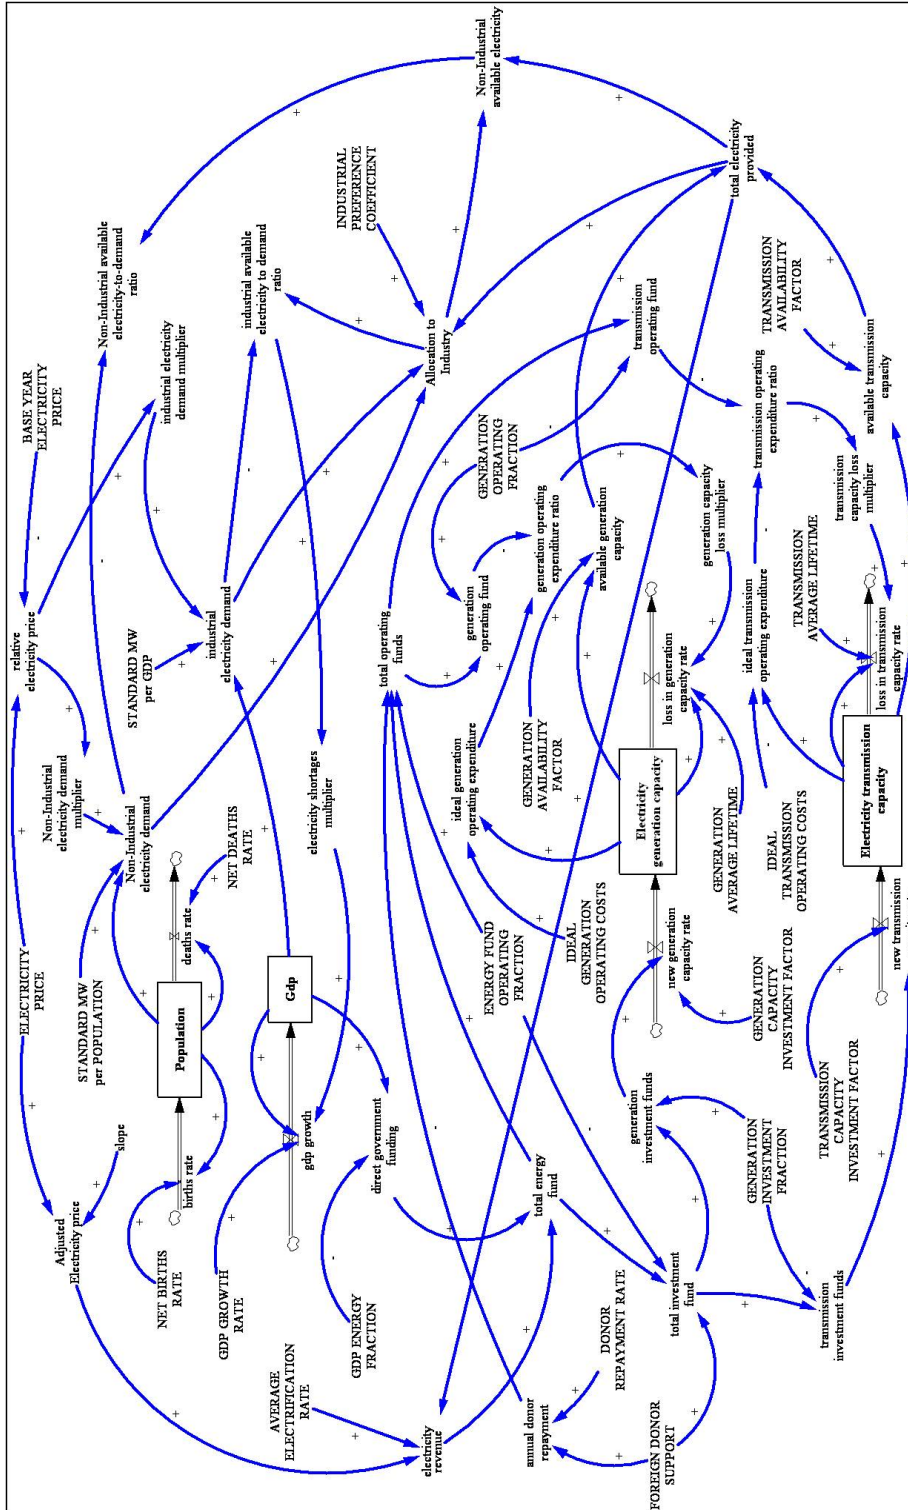 Adjusted
Electricity price
slope
ELECTRICITY
PRICE
relative
electricity price
BASE YEAR
ELECTRICITY
PRICE
NET BIRTHS
RATE
births rate
Population
deaths rate
NET DEATHS
RATE
STANDARD MW
per POPULATION
Non-Industrial
electricity demand
multiplier
Non-Industrial
electricity demand
STANDARD MW
per GDP
industrial electricity
demand multiplier
Non-Industrial available
electricity-to-demand
ratio
GDP GROWTH
RATE
gdp growth
Gdp
industrial
electricity demand
industrial available
electricity to demand
ratio
AVERAGE
ELECTRIFICATION
RATE
GDP ENERGY
FRACTION
direct government
funding
electricity shortages
multiplier
INDUSTRIAL
PREFERENCE
COEFFICIENT
electricity
revenue
total operating
funds
Allocation to
Industry
Non-Industrial
available electricity
total energy
fund
ENERGY FUND
OPERATING
FRACTION
ideal generation
operating expenditure
generation
operating fund
GENERATION
OPERATING
FRACTION
annual donor
repayment
DONOR
REPAYMENT RATE
GENERATION
AVAILABILITY
FACTOR
generation operating
expenditure ratio
IDEAL
GENERATION
OPERATING COSTS
available generation
capacity
transmission
operating fund
FOREIGN DONOR
SUPPORT
total investment
fund
generation
investment funds
new generation
capacity rate
Electricity
generation capacity
loss in generation
capacity rate
generation capacity
loss multiplier
total electricity
provided
GENERATION
INVESTMENT
FRACTION
GENERATION
CAPACITY
INVESTMENT FACTOR
GENERATION
AVERAGE LIFETIME
IDEAL
TRANSMISSION
OPERATING COSTS
ideal transmission
operating expenditure
transmission operating
expenditure ratio
TRANSMISSION
AVAILABILITY
FACTOR
transmission
investment funds
TRANSMISSION
CAPACITY
INVESTMENT FACTOR
TRANSMISSION
AVERAGE LIFETIME
transmission
capacity loss
multiplier
available transmission
capacity
new transmission
Electricity transmission
capacity
loss in transmission
capacity rate